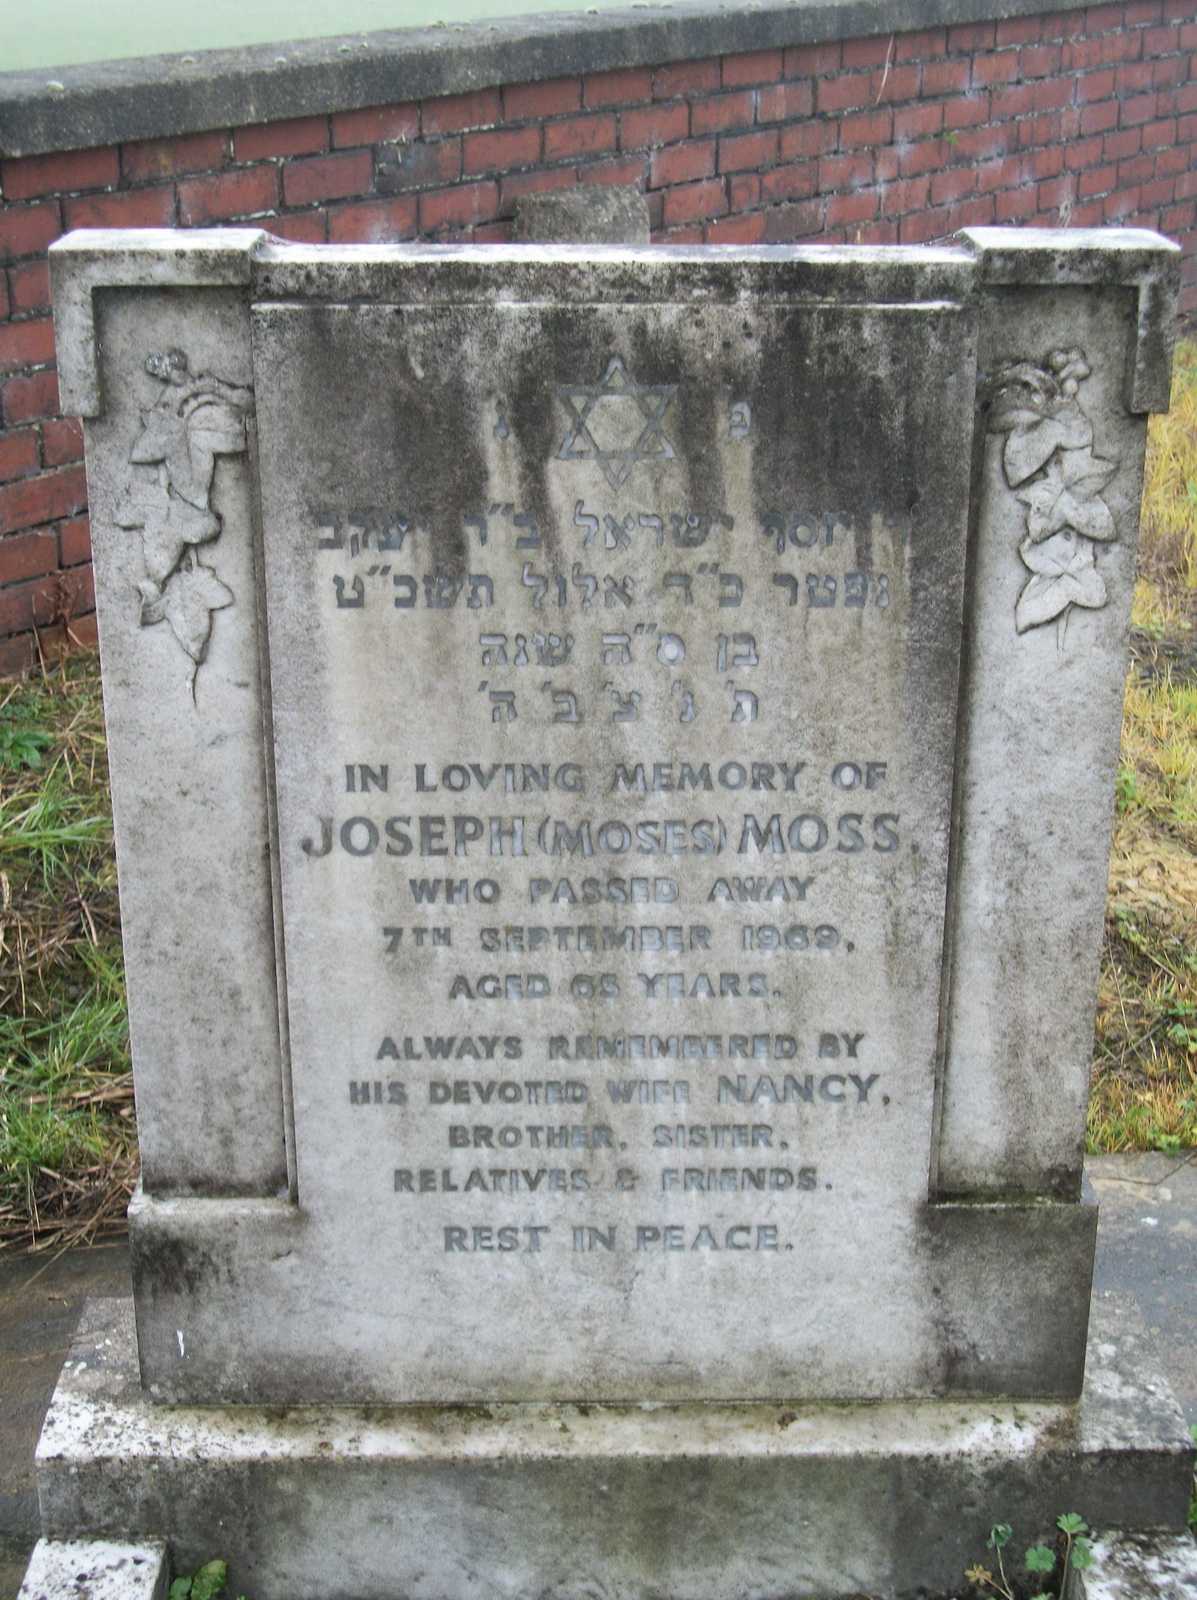 פ נ
ר' יוסף ישראל ב״ר יעקב
נפטר כ״ד אלול תשכ״ט
בן ס״ה שנה
ת' נ' צ' ב' ה'
IN LOVING MEMORY OF
JOSEPH (MOSES) MOSS,
WHO PASSED AWAY
7TH SEPTEMBER 1969,
AGED 65 YEARS.
ALWAYS REMEMBERED BY
HIS DEVOTED WIFE NANCY,
BROTHER, SISTER,
RELATIVES & FRIENDS.
REST IN PEACE.